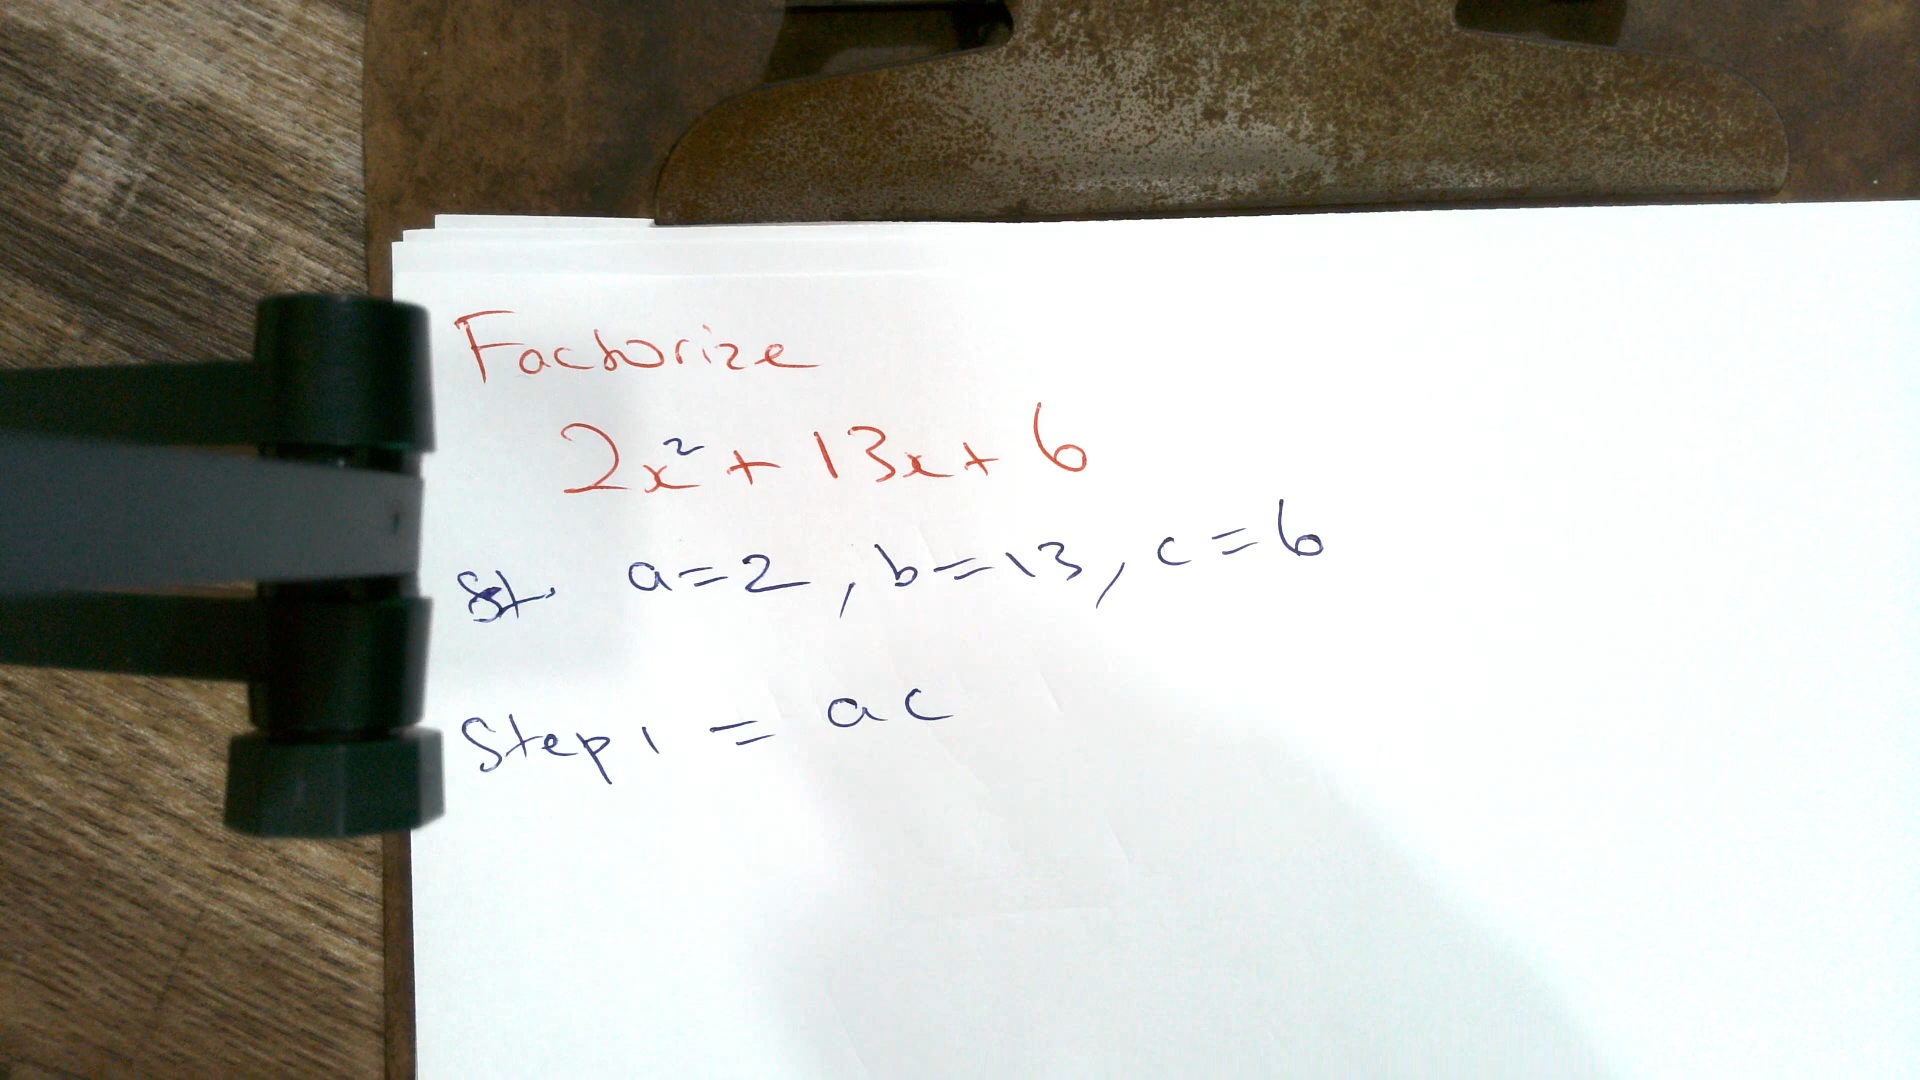 Factorize
2x² + 13x + 6
a = 2 , b = 13 , c = 6
Step 1 = ac